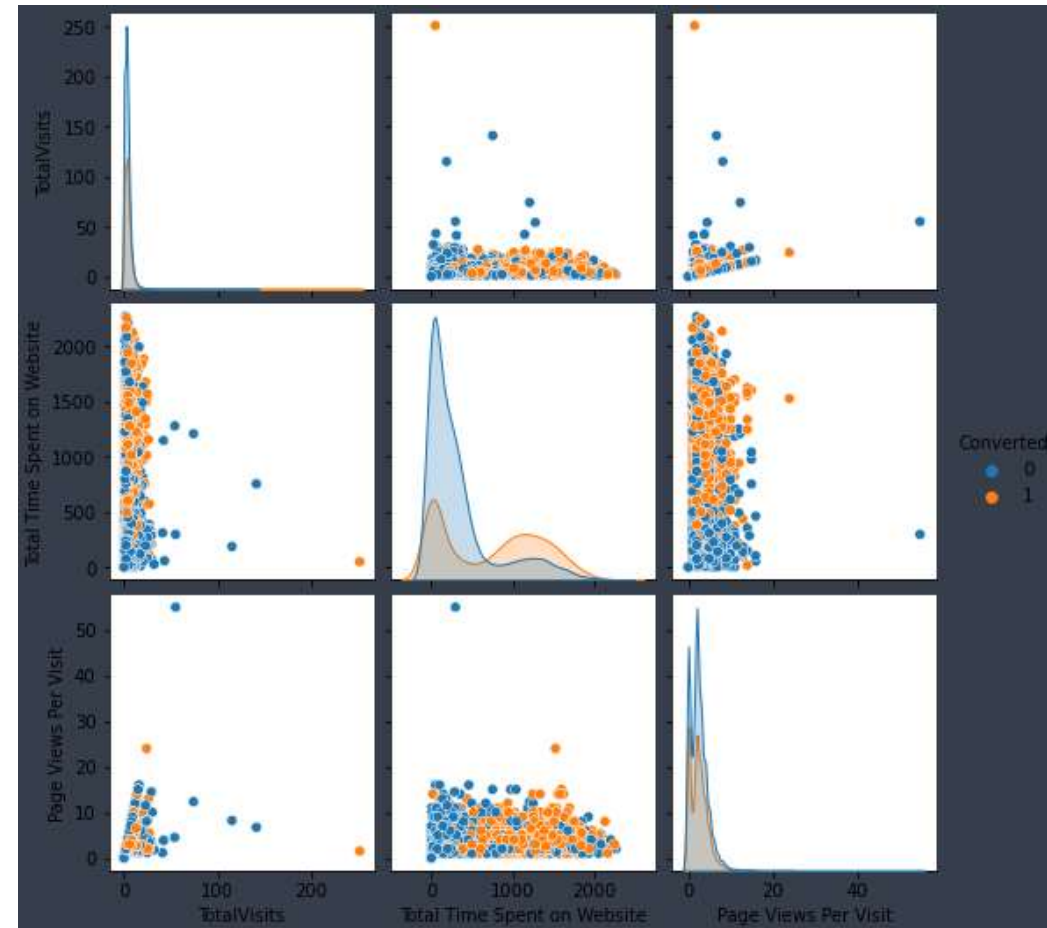 250
200
150
100
50
0
TotalVisits
2000
1500
1000
500
0
Total Time Spent on Website
Converted
0
1
50
40
30
20
10
0
Page Views Per Visit
0 200
0 1000 2000
0 20 40
TotalVisits
Total Time Spent on Website
Page Views Per Visit